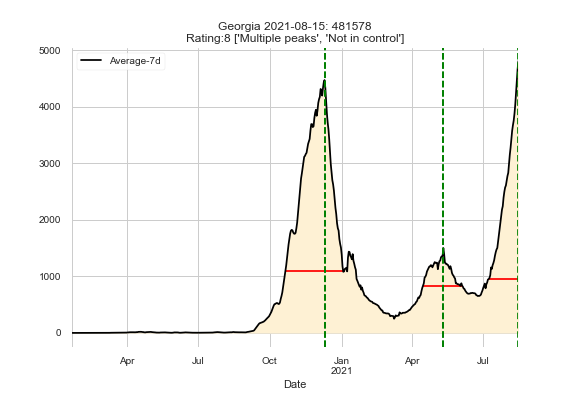 Georgia 2021-08-15: 481578
Rating:8 ['Multiple peaks', 'Not in control']
Average-7d
5000
4000
3000
2000
1000
0
Apr
Jul
Oct
Jan
2021
Apr
Jul
Date